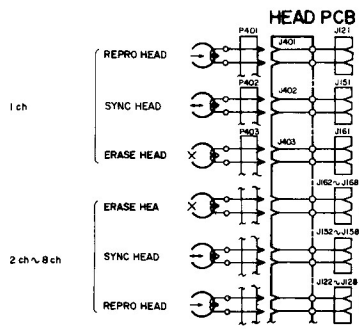 HEAD PCB
P401
J401
J121
REPRO HEAD
P402
J402
J151
1 ch
SYNC HEAD
P403
J403
J161
ERASE HEAD
J162~J168
ERASE HEA
J152~J158
2 ch ~ 8 ch
SYNC HEAD
J122~J128
REPRO HEAD